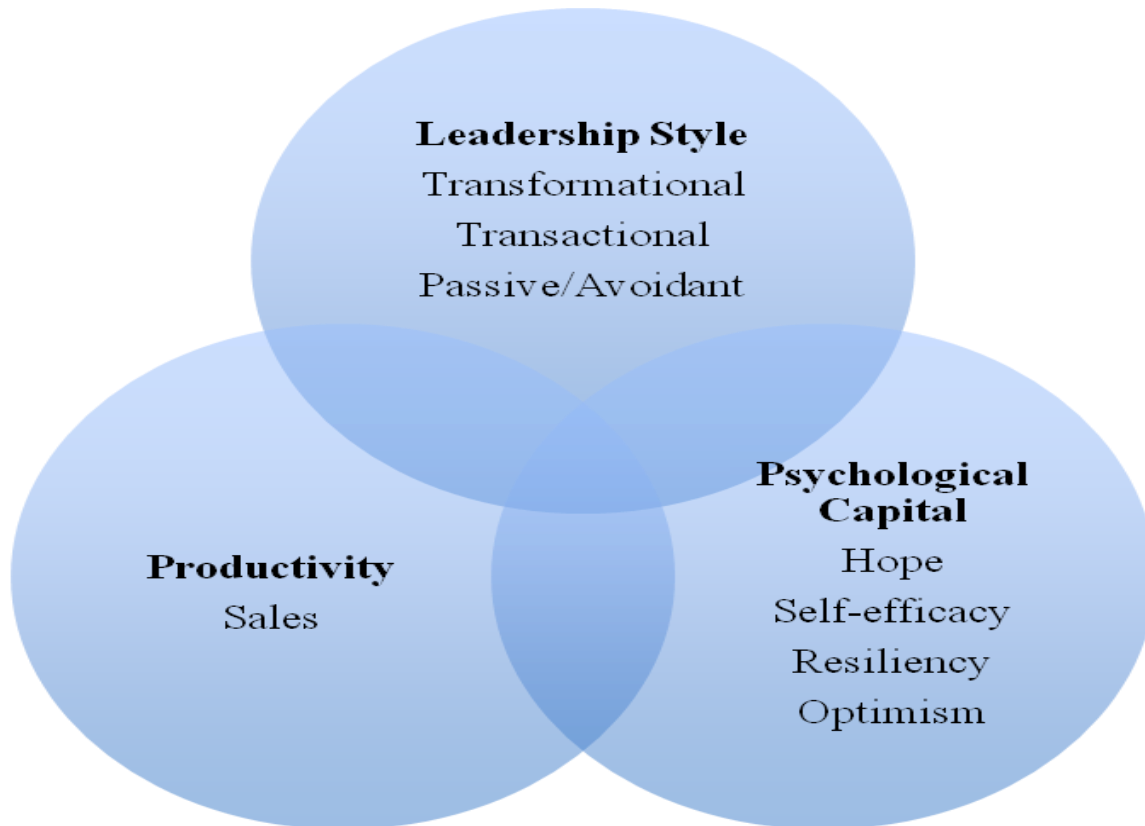 Leadership Style
Transformational
Transactional
Passive/Avoidant
Productivity
Sales
Psychological
Capital
Hope
Self-efficacy
Resiliency
Optimism